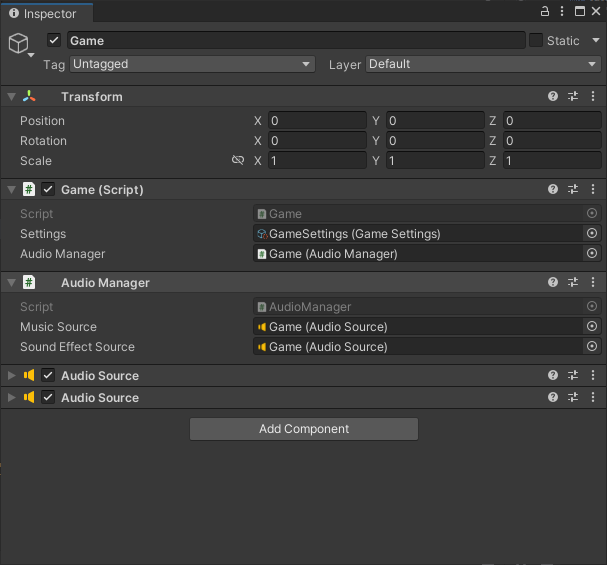 Inspector
Game
Static
Tag Untagged Layer Default
Transform
Position X 0 Y 0 Z 0
Rotation X 0 Y 0 Z 0
Scale X 1 Y 1 Z 1
# Game (Script)
Script # Game
Settings GameSettings (Game Settings)
Audio Manager # Game (Audio Manager)
# Audio Manager
Script # AudioManager
Music Source Game (Audio Source)
Sound Effect Source Game (Audio Source)
Audio Source
Audio Source
Add Component